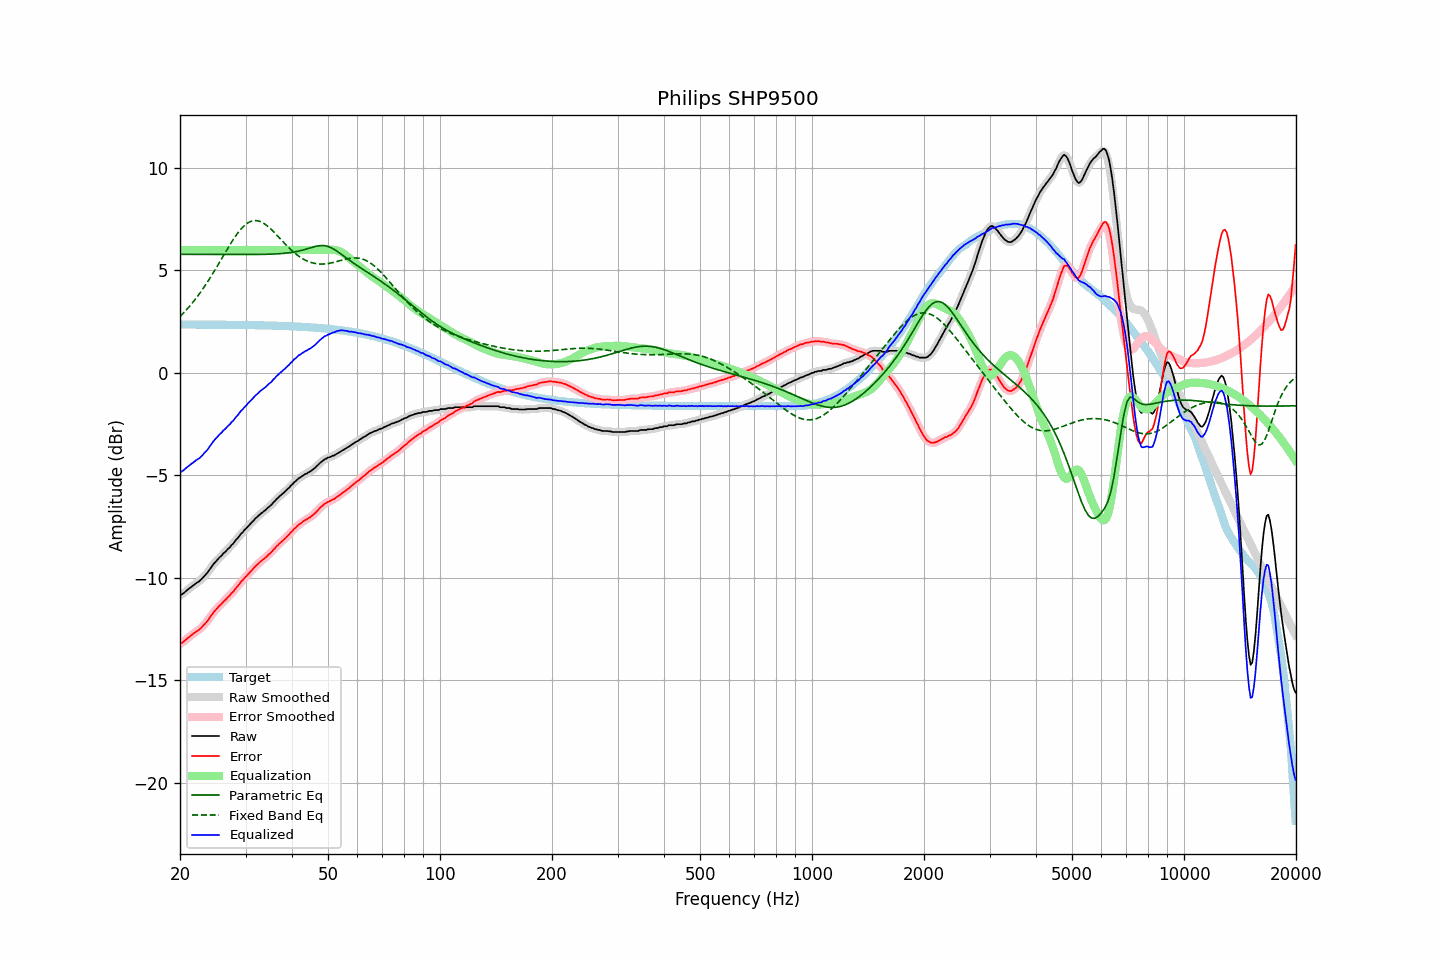 Philips SHP9500
Amplitude (dBr)
10
5
0
−5
−10
−15
−20
Target
Raw Smoothed
Error Smoothed
Raw
Error
Equalization
Parametric Eq
Fixed Band Eq
Equalized
20 50 100 200 500 1000 2000 5000 10000 20000
Frequency (Hz)